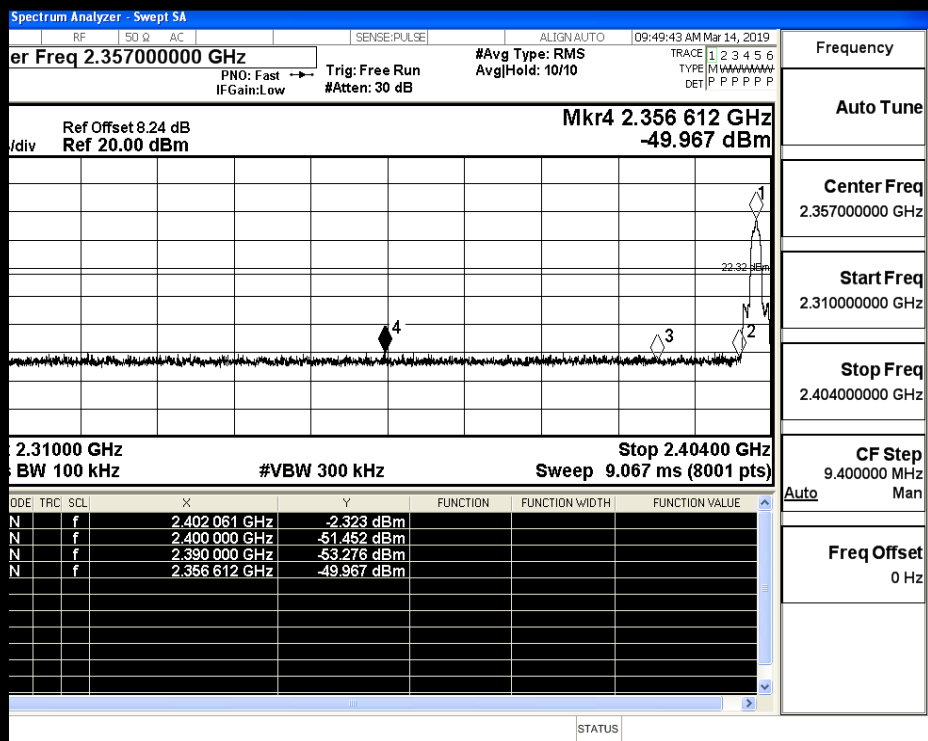 Spectrum Analyzer - Swept SA
RF 50 Ω AC SENSE:PULSE ALIGN AUTO 09:49:43 AM Mar 14, 2019
er Freq 2.357000000 GHz
PNO: Fast
IFGain:Low
Trig: Free Run
#Atten: 30 dB
#Avg Type: RMS
Avg|Hold: 10/10
TRACE 1 2 3 4 5 6
TYPE M WWWWW
DET P P P P P P
Frequency
Auto Tune
Center Freq
2.357000000 GHz
Start Freq
2.310000000 GHz
Stop Freq
2.404000000 GHz
CF Step
9.400000 MHz
Auto Man
Freq Offset
0 Hz
Mkr4 2.356 612 GHz
-49.967 dBm
Ref Offset 8.24 dB
/div Ref 20.00 dBm
1
22.32 dBm
4
3
2
2.31000 GHz Stop 2.40400 GHz
BW 100 kHz #VBW 300 kHz Sweep 9.067 ms (8001 pts)
ODE TRC SCL X Y FUNCTION FUNCTION WIDTH FUNCTION VALUE
N f 2.402 061 GHz -2.323 dBm
N f 2.400 000 GHz -51.452 dBm
N f 2.390 000 GHz -53.276 dBm
N f 2.356 612 GHz -49.967 dBm
STATUS